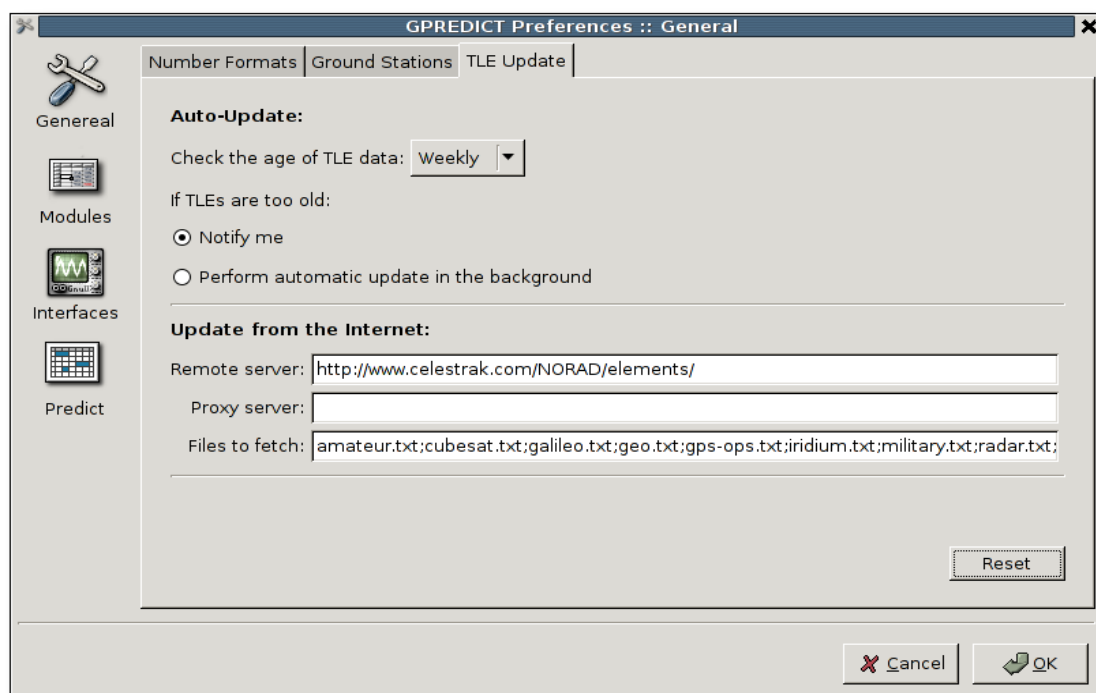 GPREDICT Preferences :: General
Number Formats Ground Stations TLE Update
Genereal
Modules
Interfaces
Predict
Auto-Update:
Check the age of TLE data: Weekly
If TLEs are too old:
Notify me
Perform automatic update in the background
Update from the Internet:
Remote server: http://www.celestrak.com/NORAD/elements/
Proxy server:
Files to fetch: amateur.txt;cubesat.txt;galileo.txt;geo.txt;gps-ops.txt;iridium.txt;military.txt;radar.txt;
Reset
Cancel OK